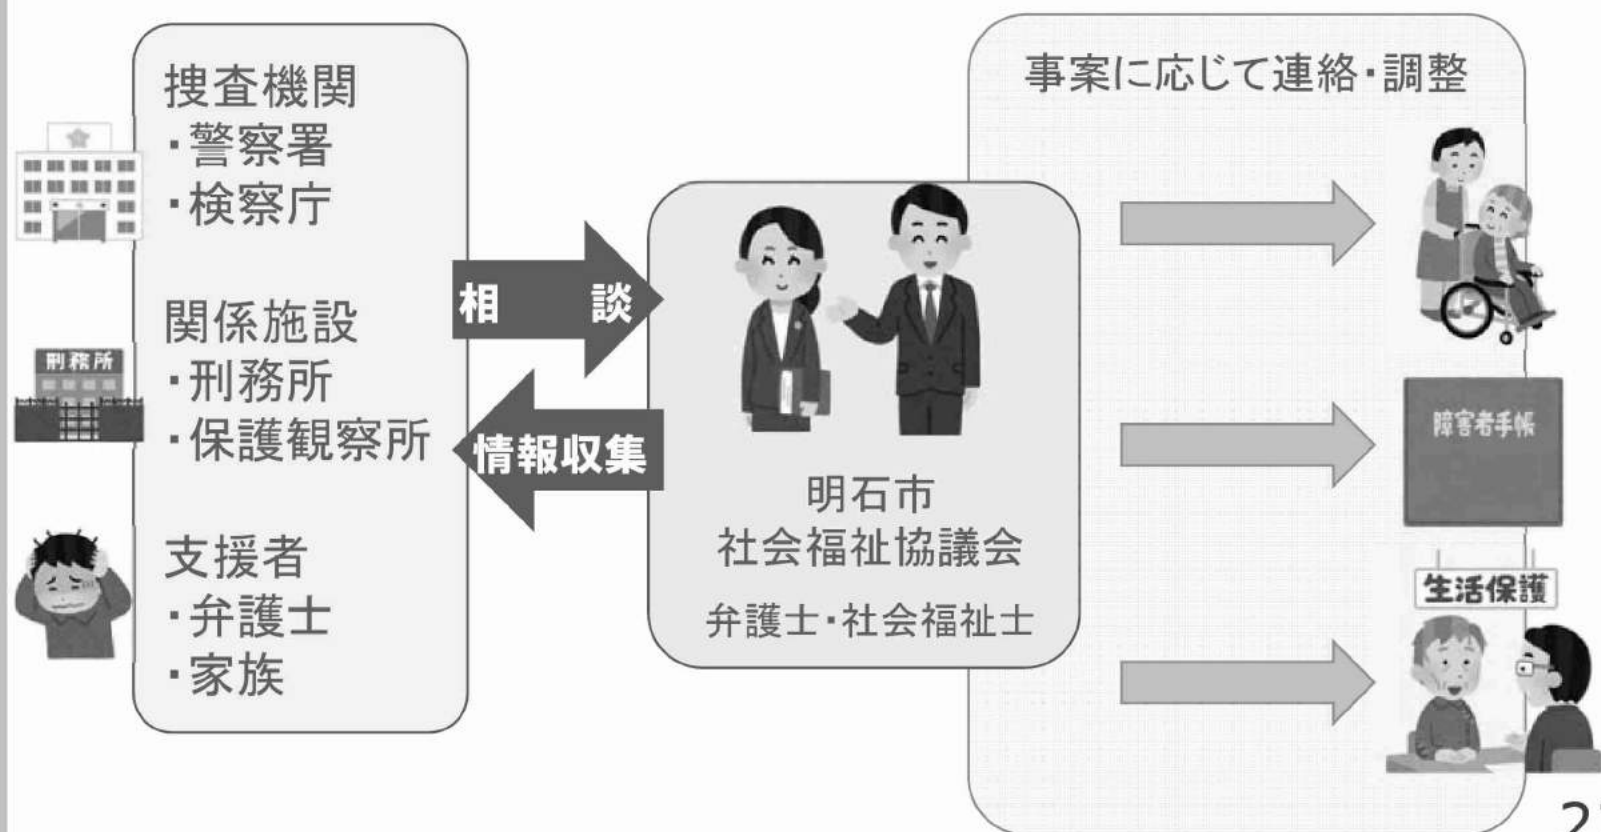 捜査機関
・警察署
・検察庁
刑務所
関係施設
・刑務所
・保護観察所
支援者
・弁護士
・家族
相　談
情報収集
明石市
社会福祉協議会
弁護士・社会福祉士
事案に応じて連絡・調整
障害者手帳
生活保護